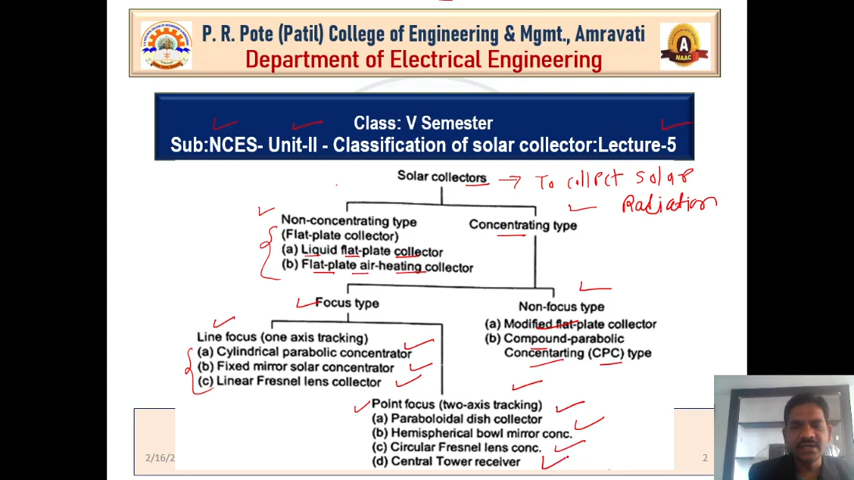 P. R. Pote (Patil) College of Engineering & Mgmt., Amravati
Department of Electrical Engineering
A
NAAC
Class: V Semester
Sub:NCES- Unit-II - Classification of solar collector:Lecture-5
Solar collectors → To collect solar
Radiation
Non-concentrating type
(Flat-plate collector)
(a) Liquid flat-plate collector
(b) Flat-plate air-heating collector
Concentrating type
Focus type
Non-focus type
(a) Modified flat-plate collector
(b) Compound-parabolic
Concentarting (CPC) type
Line focus (one axis tracking)
(a) Cylindrical parabolic concentrator
(b) Fixed mirror solar concentrator
(c) Linear Fresnel lens collector
Point focus (two-axis tracking)
(a) Paraboloidal dish collector
(b) Hemispherical bowl mirror conc.
(c) Circular Fresnel lens conc.
(d) Central Tower receiver
2/16/2
2